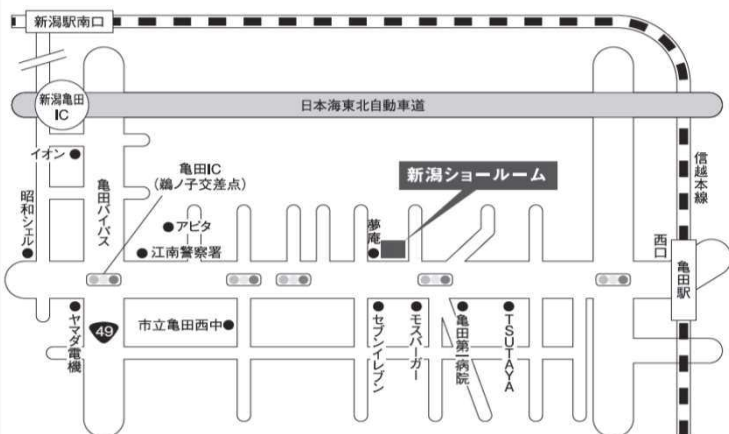 新潟駅南口
新潟亀田
IC
日本海東北自動車道
イオン
亀田IC
(鵜ノ子交差点)
新潟ショールーム
信越本線
昭和シェル
亀田バイパス
アピタ
江南警察署
夢庵
西口
亀田駅
ヤマダ電機
49
市立亀田西中
セブンイレブン
モスバーガー
亀田第一病院
TSUTAYA